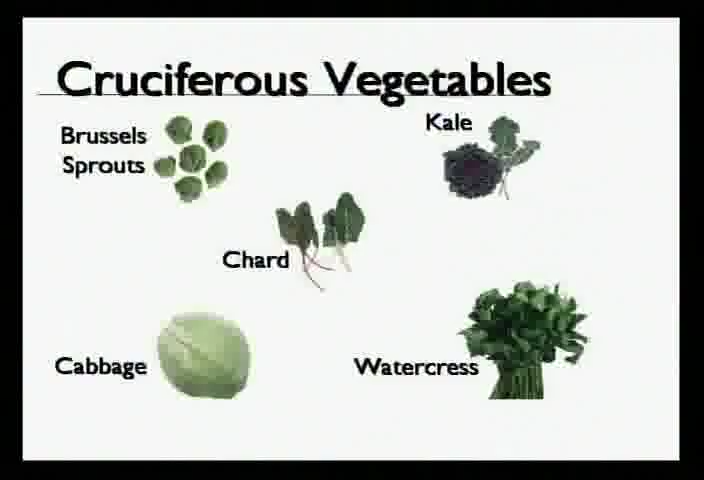 Cruciferous Vegetables
Brussels
Sprouts
Kale
Chard
Cabbage
Watercress